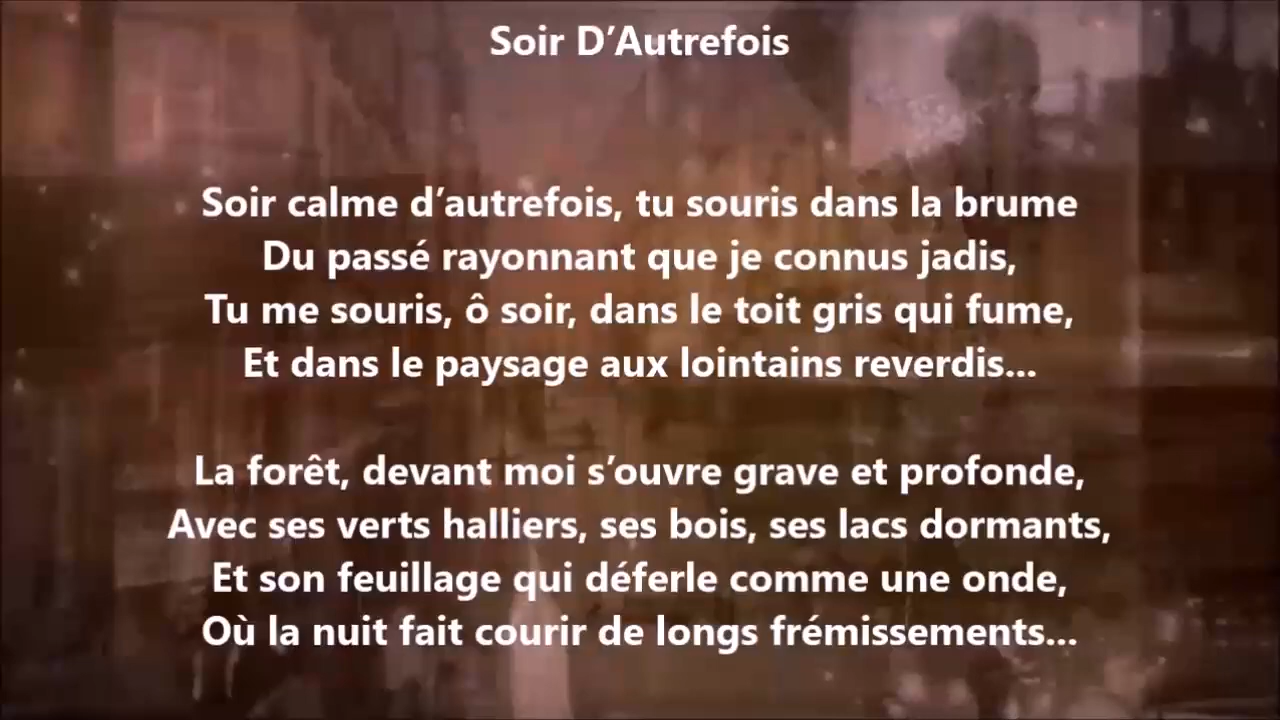 Soir D’Autrefois
Soir calme d’autrefois, tu souris dans la brume
Du passé rayonnant que je connus jadis,
Tu me souris, ô soir, dans le toit gris qui fume,
Et dans le paysage aux lointains reverdis...
La forêt, devant moi s’ouvre grave et profonde,
Avec ses verts halliers, ses bois, ses lacs dormants,
Et son feuillage qui déferle comme une onde,
Où la nuit fait courir de longs frémissements...